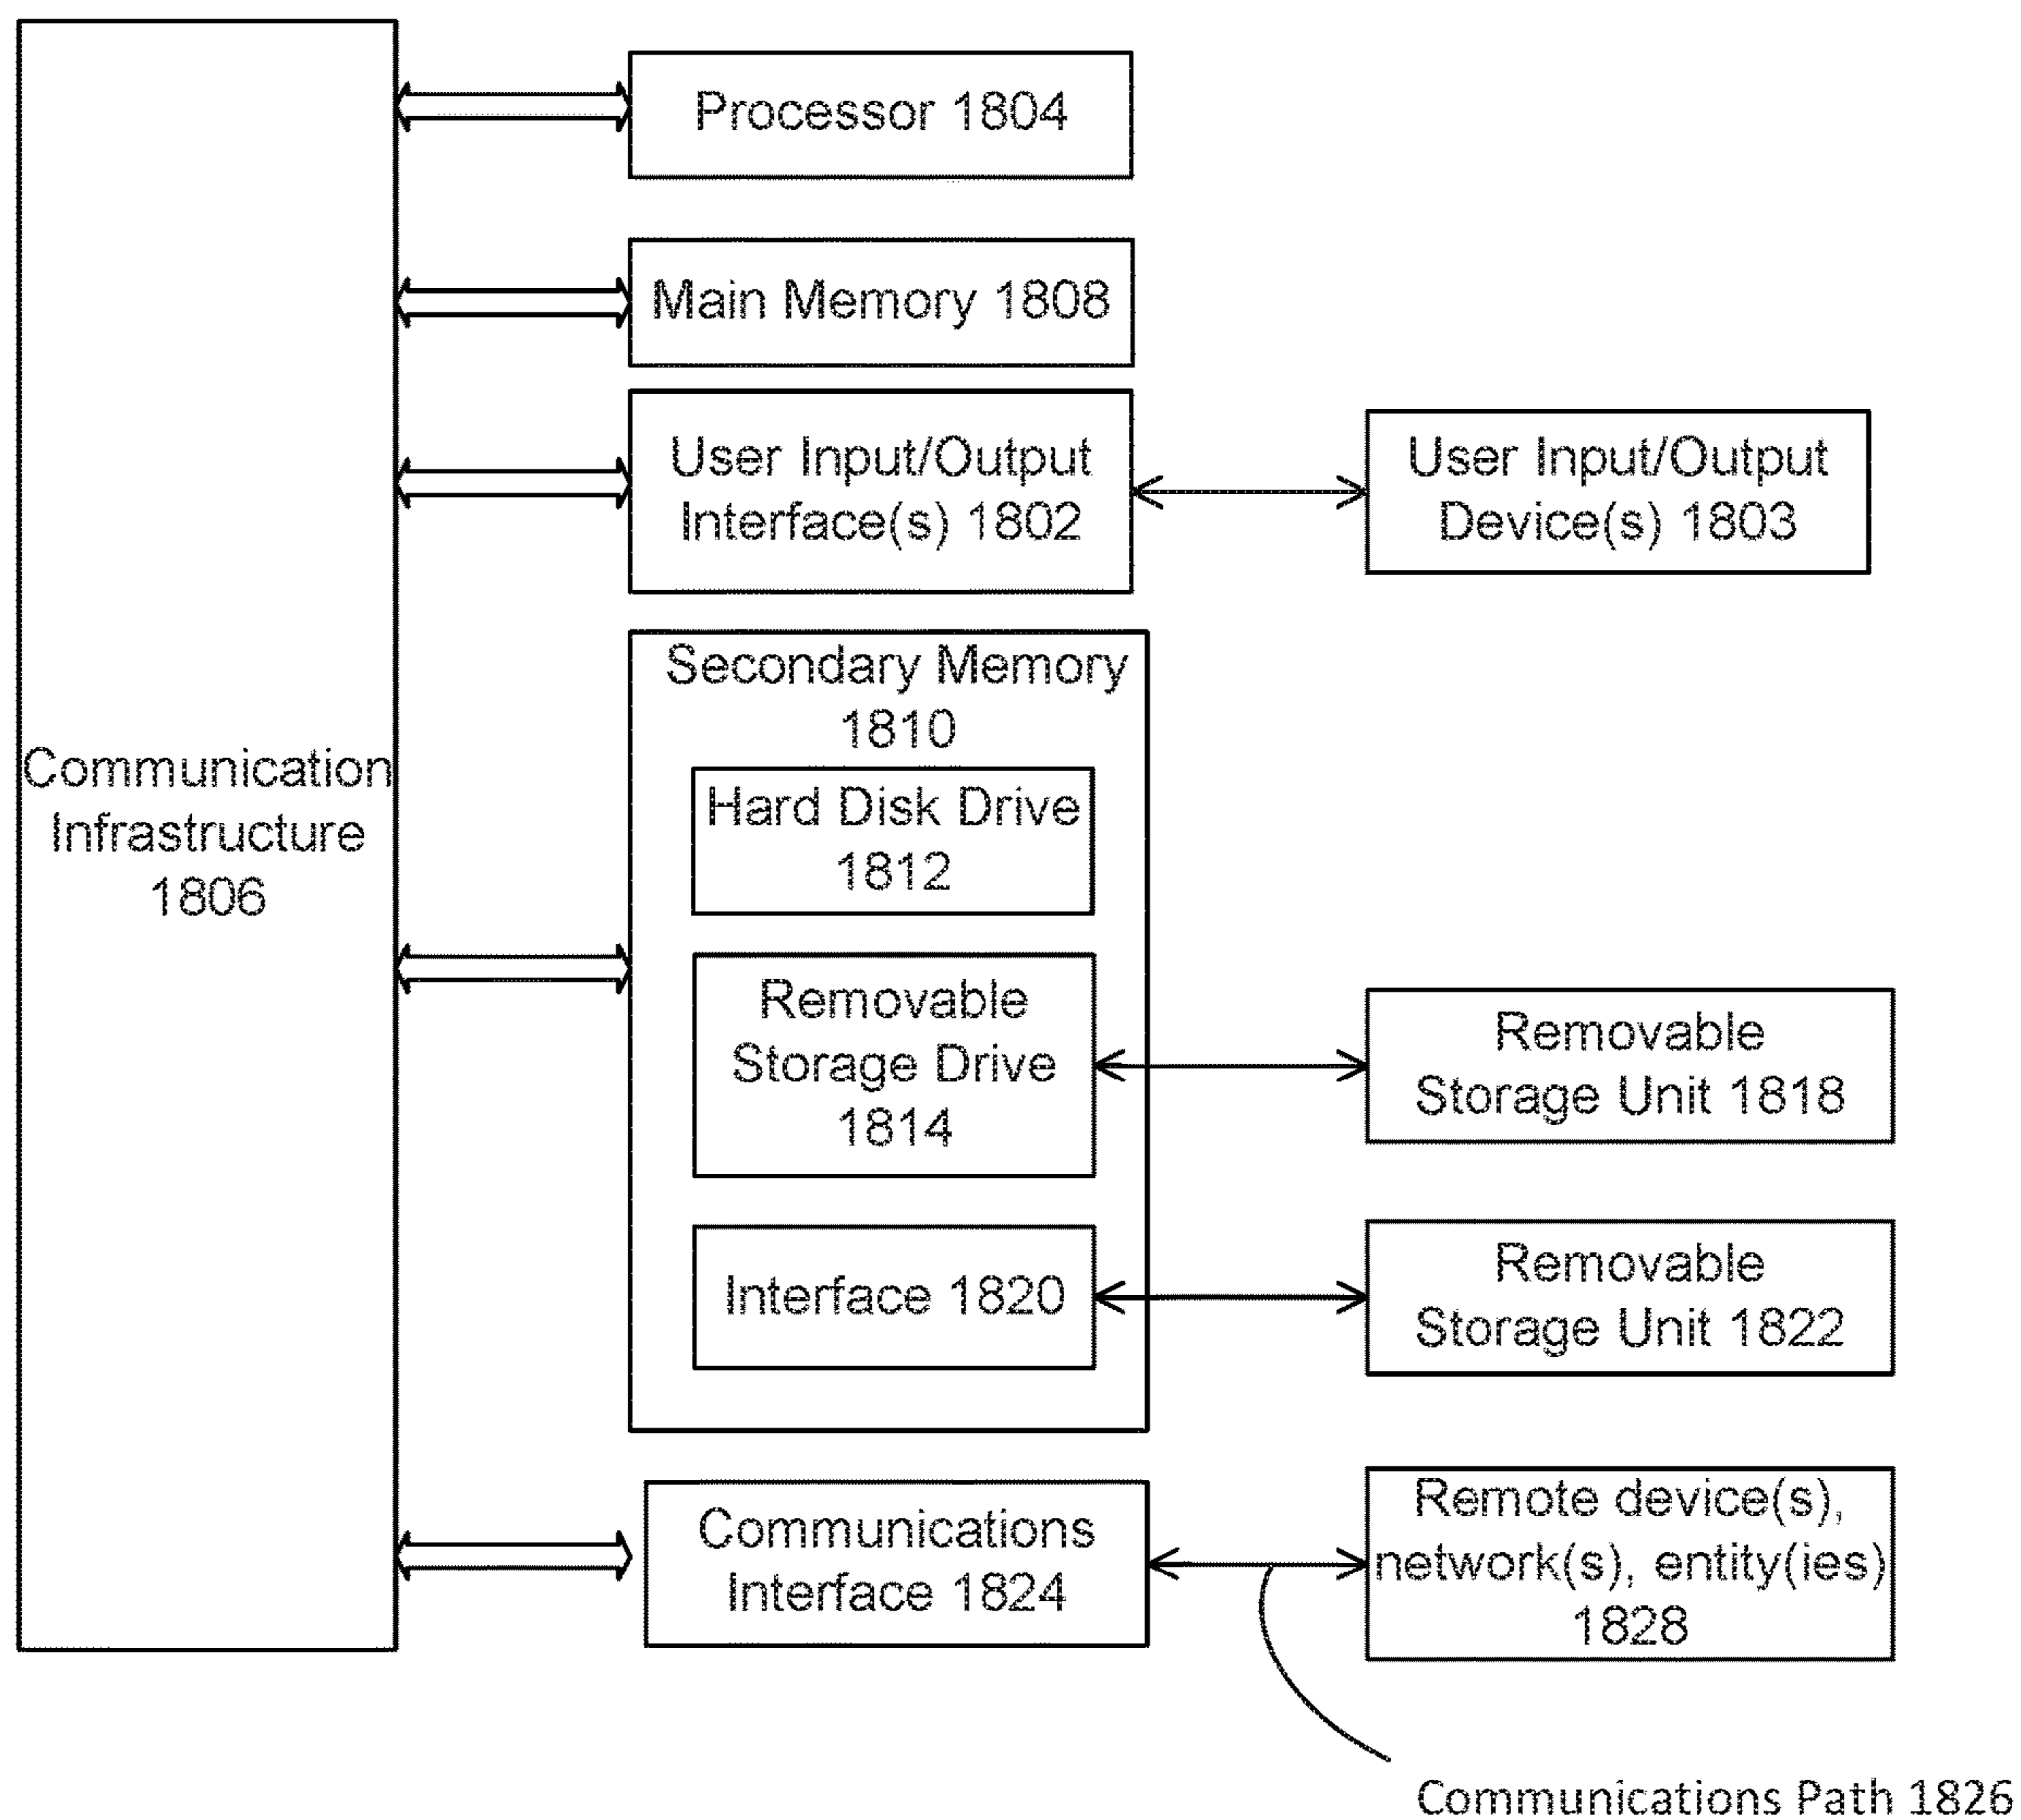 Processor 1804
Main Memory 1808
User Input/Output
Interface(s) 1802
User Input/Output
Device(s) 1803
Communication
Infrastructure
1806
Secondary Memory
1810
Hard Disk Drive
1812
Removable
Storage Drive
1814
Removable
Storage Unit 1818
Interface 1820
Removable
Storage Unit 1822
Communications
Interface 1824
Remote device(s),
network(s), entity(ies)
1828
Communications Path 1826